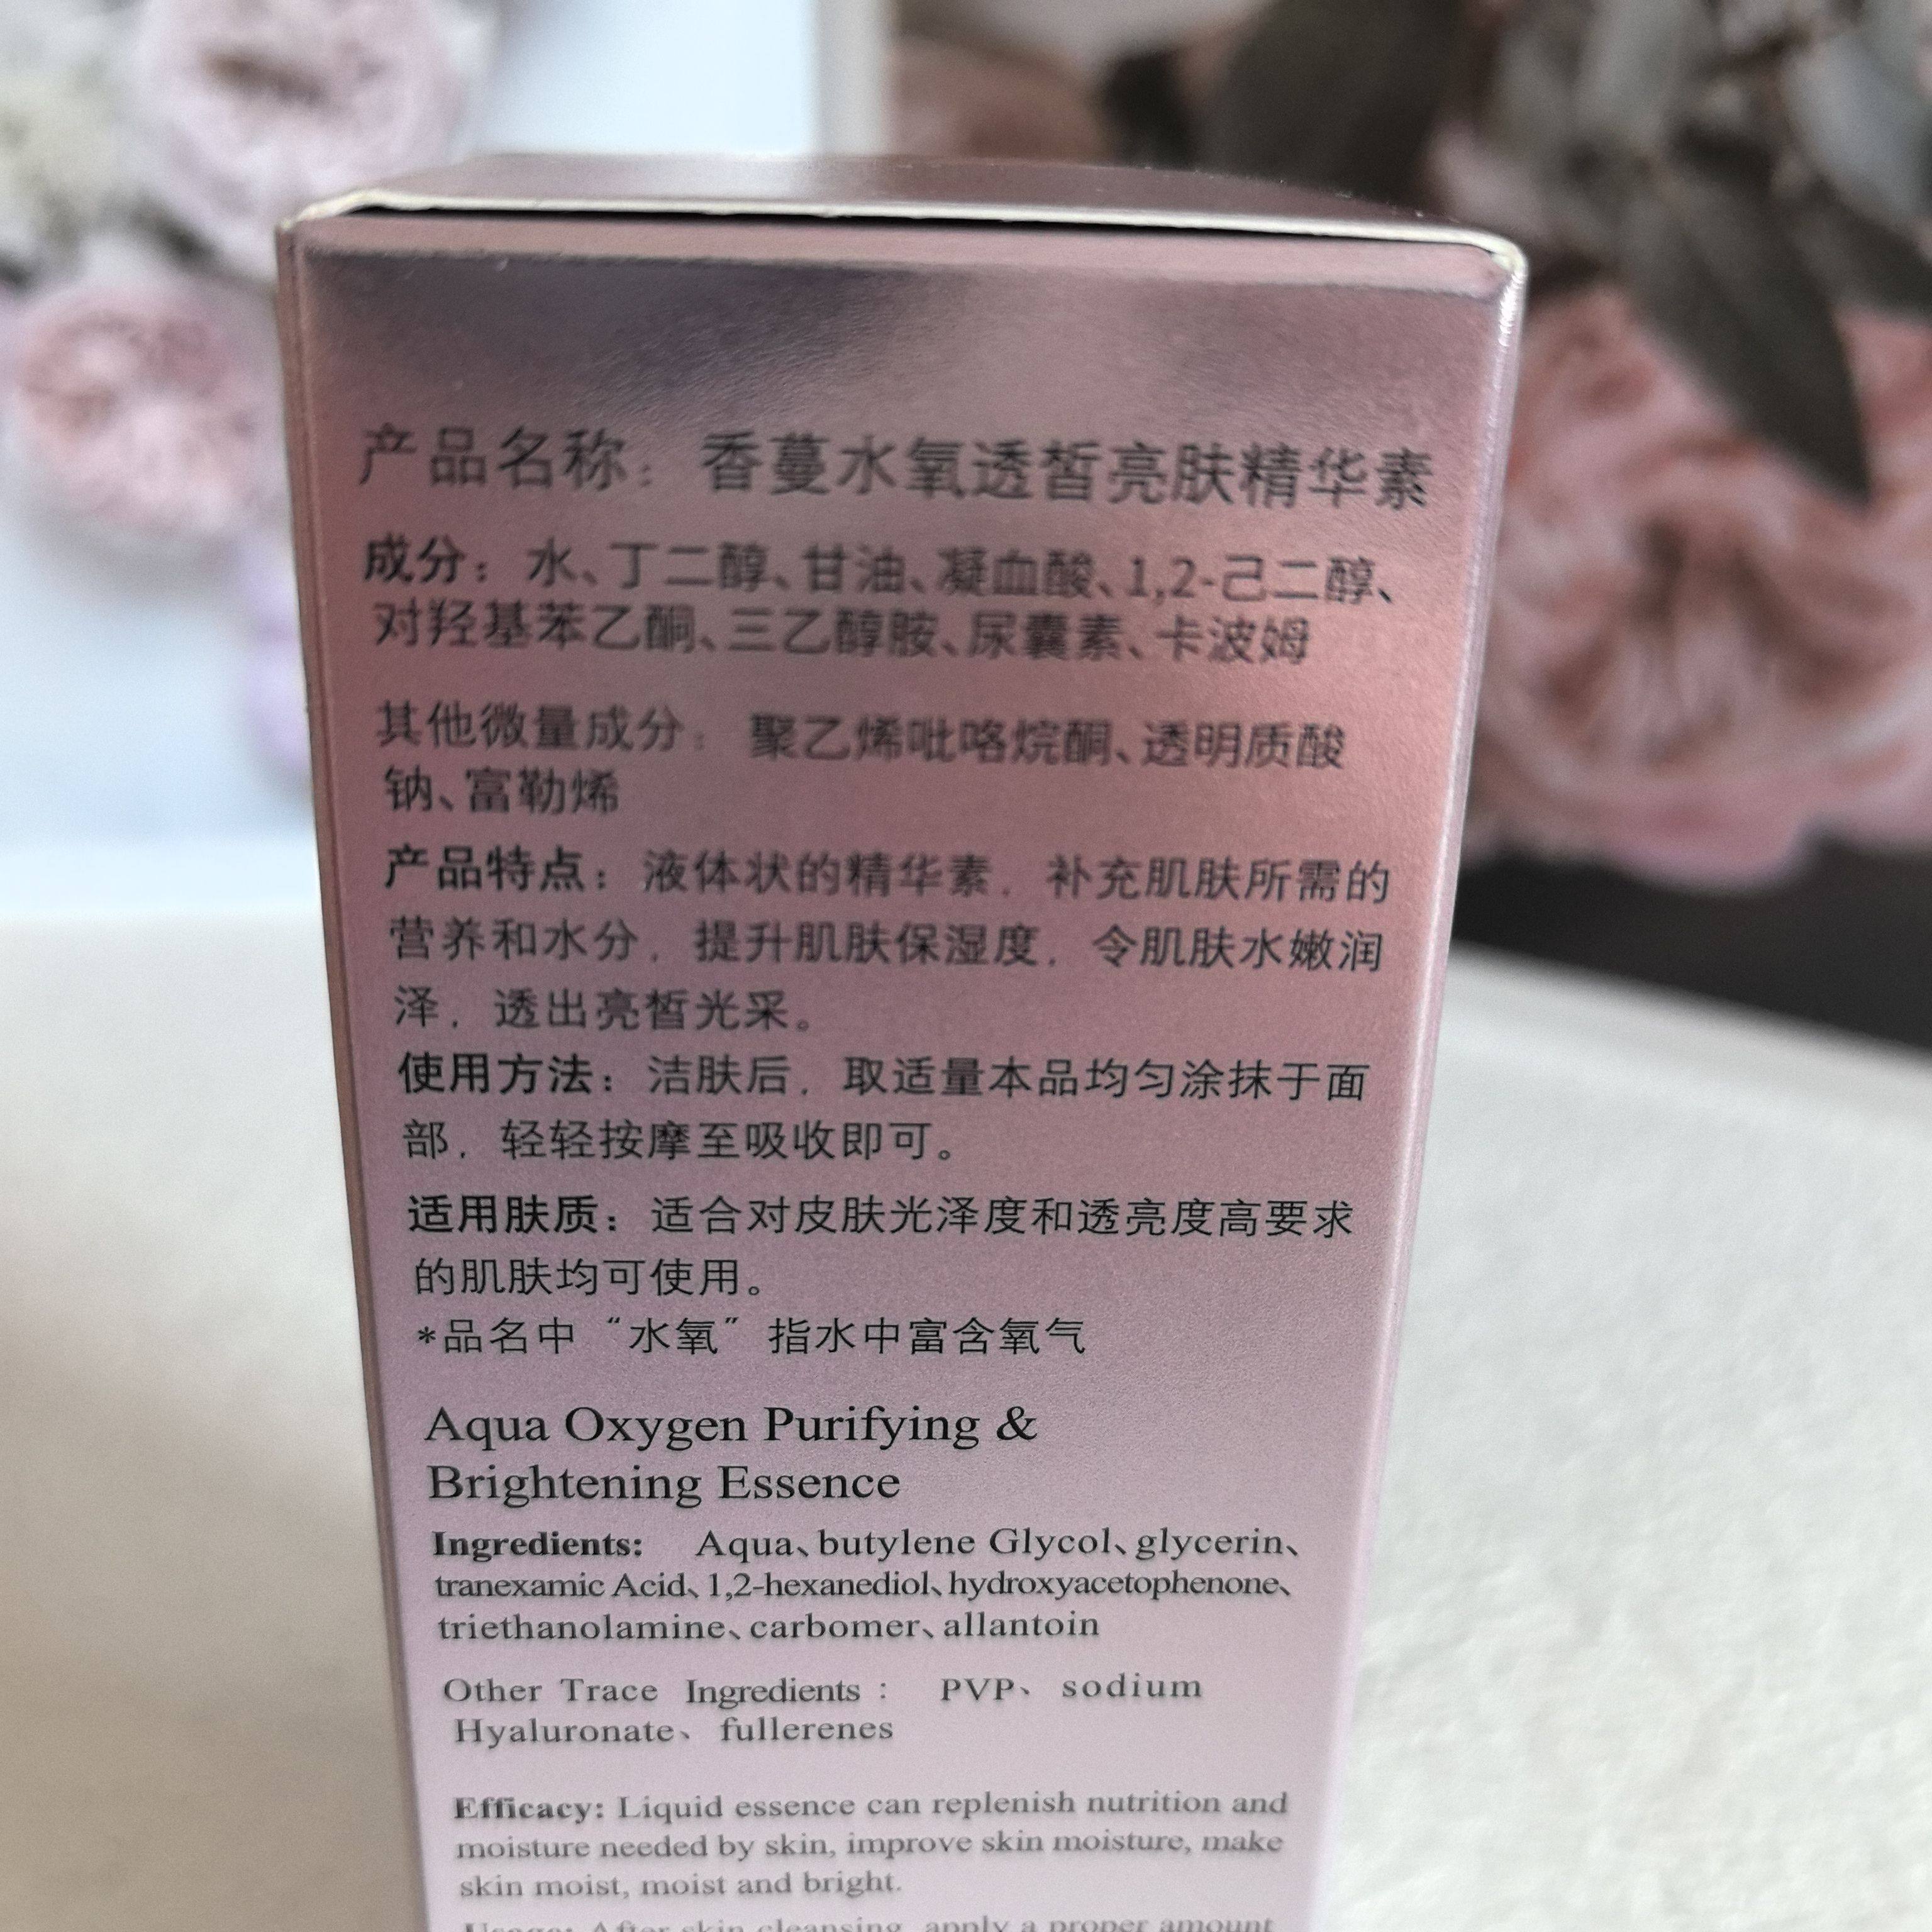 产品名称：香蔓水氧透皙亮肤精华素
成分：水、丁二醇、甘油、凝血酸、1,2-己二醇、
对羟基苯乙酮、三乙醇胺、尿囊素、卡波姆
其他微量成分：聚乙烯吡咯烷酮、透明质酸
钠、富勒烯
产品特点：液体状的精华素，补充肌肤所需的
营养和水分，提升肌肤保湿度，令肌肤水嫩润
泽，透出亮皙光采。
使用方法：洁肤后，取适量本品均匀涂抹于面
部，轻轻按摩至吸收即可。
适用肤质：适合对皮肤光泽度和透亮度高要求
的肌肤均可使用。
*品名中“水氧”指水中富含氧气
Aqua Oxygen Purifying &
Brightening Essence
Ingredients: Aqua、butylene Glycol、glycerin、
tranexamic Acid、1,2-hexanediol、hydroxyacetophenone、
triethanolamine、carbomer、allantoin
Other Trace Ingredients： PVP、 sodium
Hyaluronate、 fullerenes
Efficacy: Liquid essence can replenish nutrition and
moisture needed by skin, improve skin moisture, make
skin moist, moist and bright.
Usage: After skin cleansing, apply a proper amount